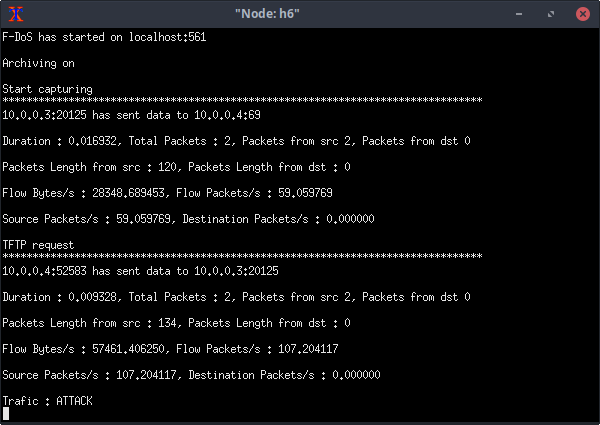 "Node: h6"
F-DoS has started on localhost:561
Archiving on
Start capturing
********************************************************************************
10.0.0.3:20125 has sent data to 10.0.0.4:69
Duration : 0.016932, Total Packets : 2, Packets from src 2, Packets from dst 0
Packets Length from src : 120, Packets Length from dst : 0
Flow Bytes/s : 28348.689453, Flow Packets/s : 59.059769
Source Packets/s : 59.059769, Destination Packets/s : 0.000000
TFTP request
********************************************************************************
10.0.0.4:52583 has sent data to 10.0.0.3:20125
Duration : 0.009328, Total Packets : 2, Packets from src 2, Packets from dst 0
Packets Length from src : 134, Packets Length from dst : 0
Flow Bytes/s : 57461.406250, Flow Packets/s : 107.204117
Source Packets/s : 107.204117, Destination Packets/s : 0.000000
Trafic : ATTACK